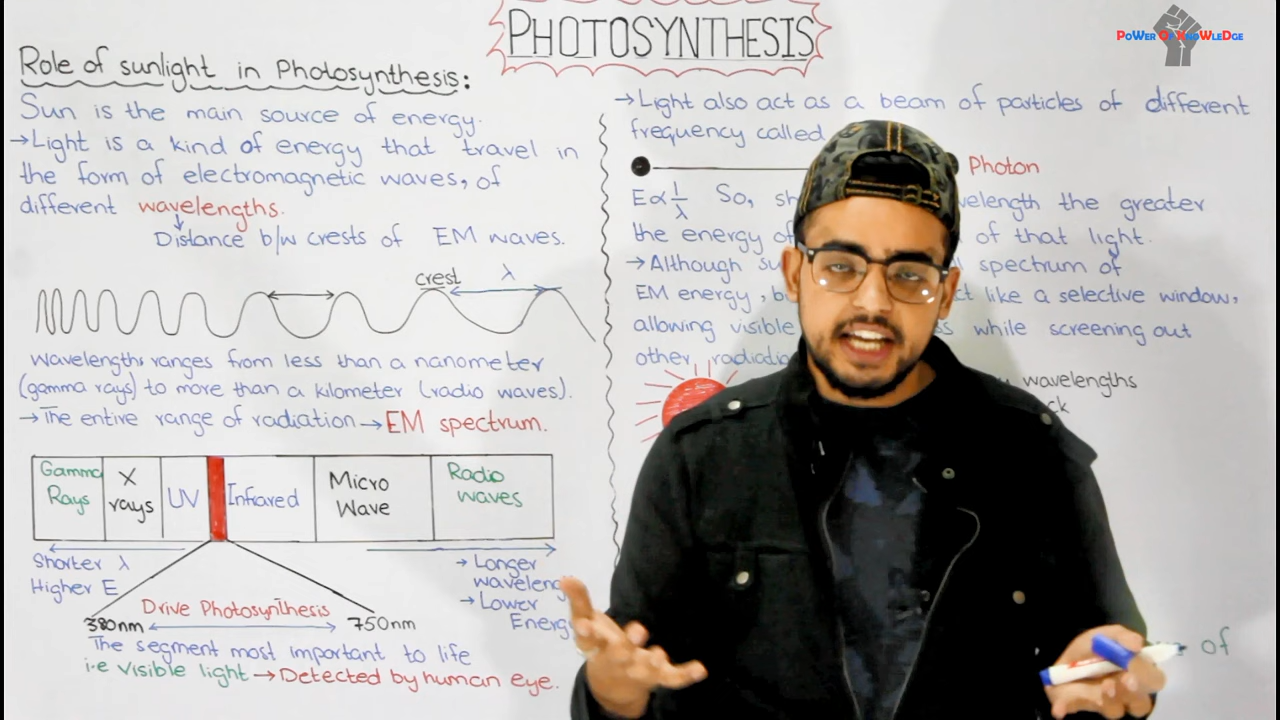 PHOTOSYNTHESIS
PoWer Of KnoWleDge
Role of sunlight in Photosynthesis:
Sun is the main source of energy.
→Light is a kind of energy that travel in
the form of electromagnetic waves, of
different wavelengths.
Distance b/w crests of EM waves.
crest λ
wavelengths ranges from less than a nanometer
(gamma rays) to more than a kilometer (radio waves).
→The entire range of radiation→EM spectrum.
Gamma Rays
X rays
UV
Infrared
Micro Wave
Radio waves
Shorter λ
Higher E
→ Longer
→ Lower
Drive Photosynthesis
380nm
750nm
The segment most important to life
i.e visible light → Detected by human eye.
→Light also act as a beam of particles of different
frequency called
Photon
E∝1/λ So, the greater
the energy of of that light.
→Although spectrum of
EM energy, like a selective window,
allowing visible while screening out
other
wavelengths
of